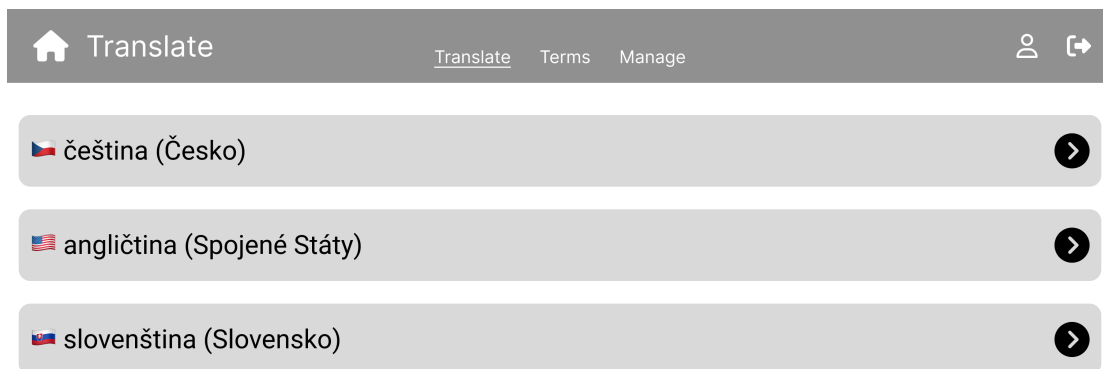 Translate
Translate Terms Manage
čeština (Česko)
angličtina (Spojené Státy)
slovenština (Slovensko)